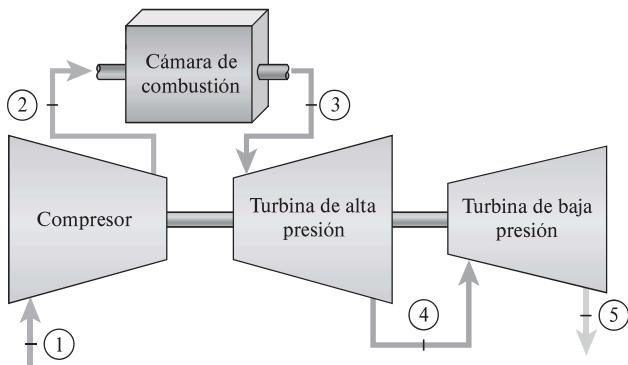 Cámara de
combustión
2
3
Compresor
Turbina de alta
presión
Turbina de baja
presión
1
4
5